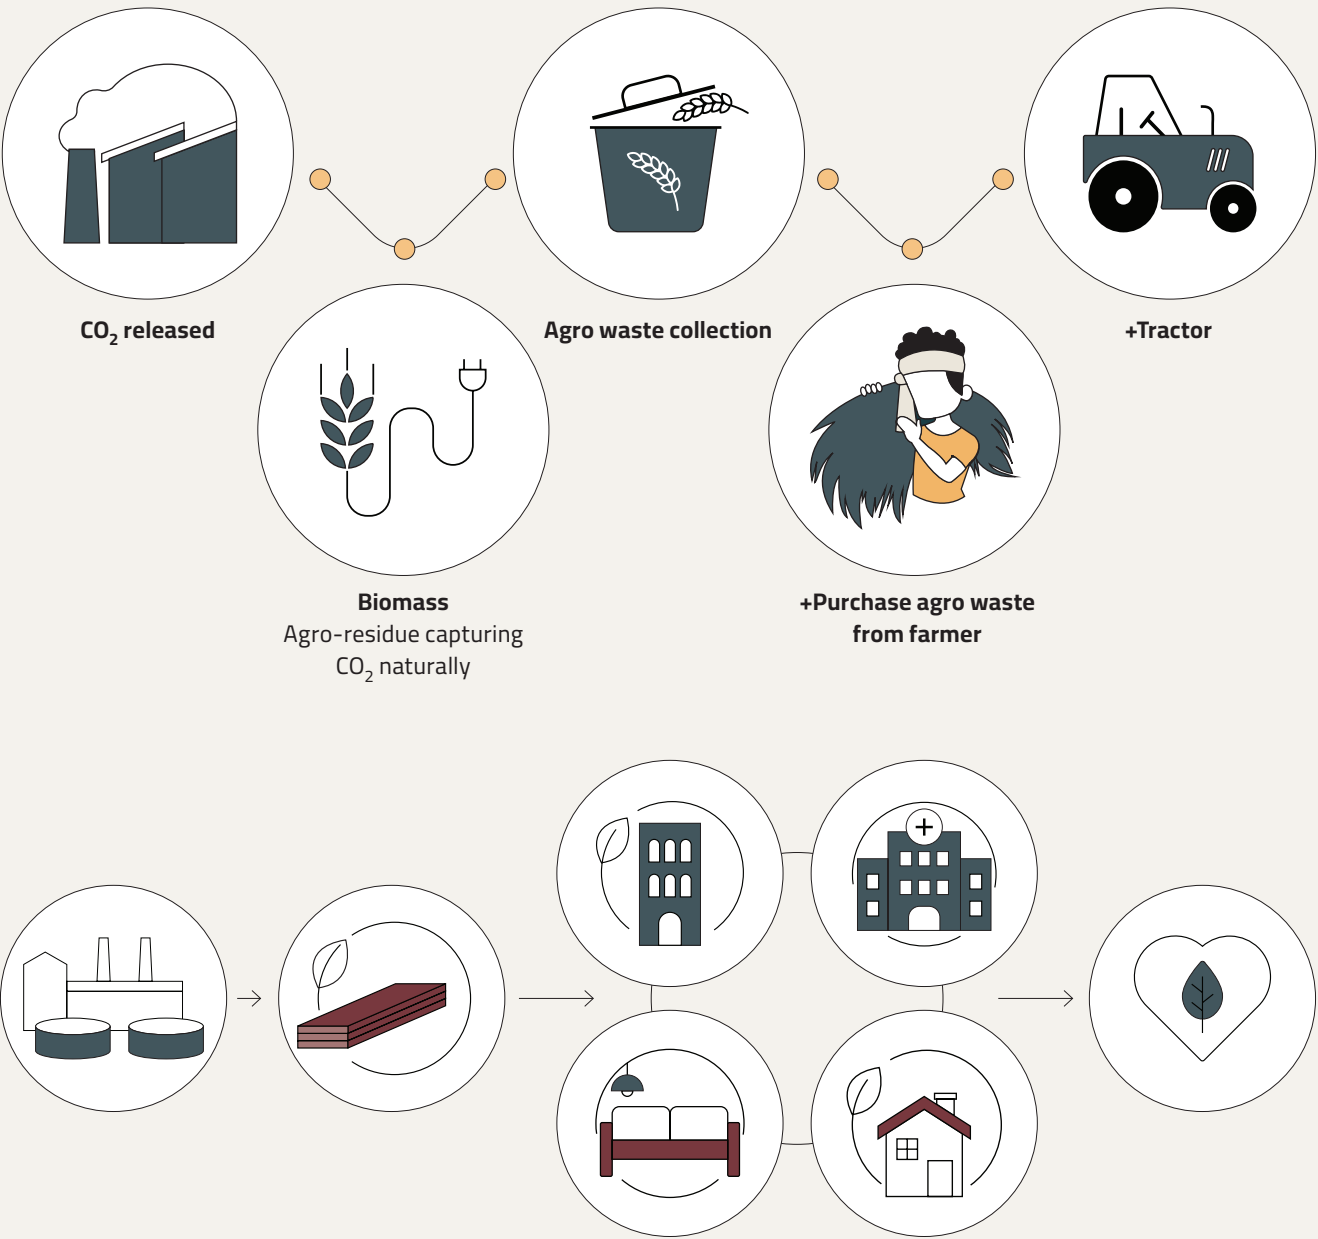 CO₂ released
Agro waste collection
+Tractor
Biomass
Agro-residue capturing
CO₂ naturally
+Purchase agro waste
from farmer